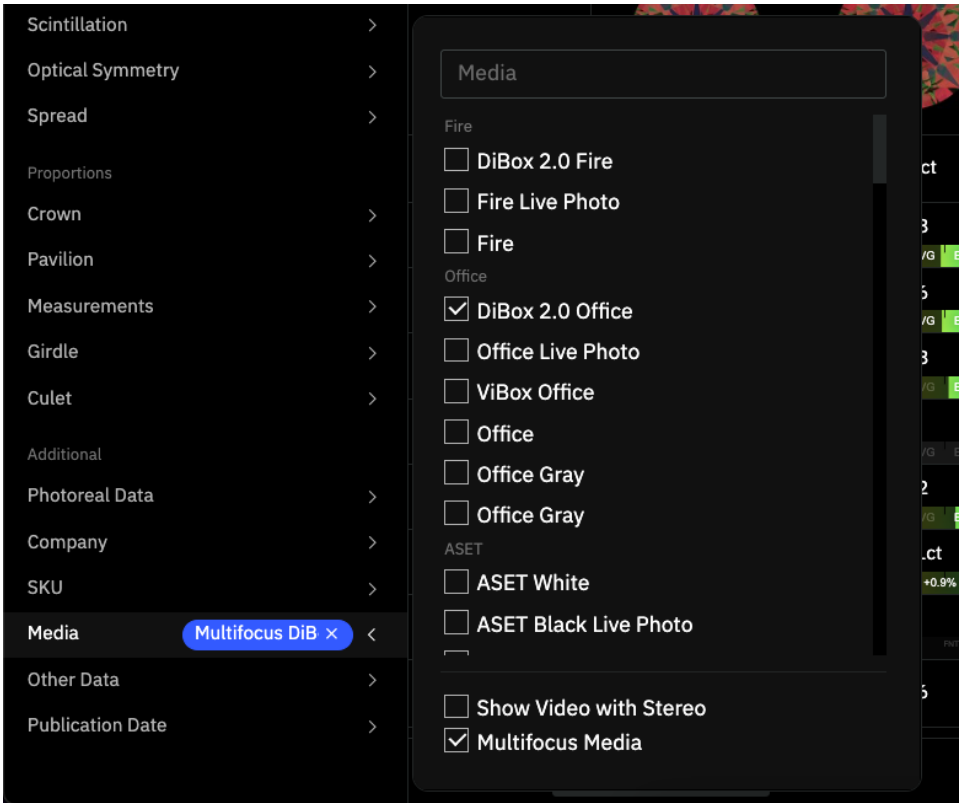 Scintillation
Optical Symmetry
Spread
Proportions
Crown
Pavilion
Measurements
Girdle
Culet
Additional
Photoreal Data
Company
SKU
Media
Multifocus DiB ×
Other Data
Publication Date
Media
Fire
DiBox 2.0 Fire
Fire Live Photo
Fire
Office
DiBox 2.0 Office
Office Live Photo
ViBox Office
Office
Office Gray
Office Gray
ASET
ASET White
ASET Black Live Photo
Show Video with Stereo
Multifocus Media
ct
+0.9%